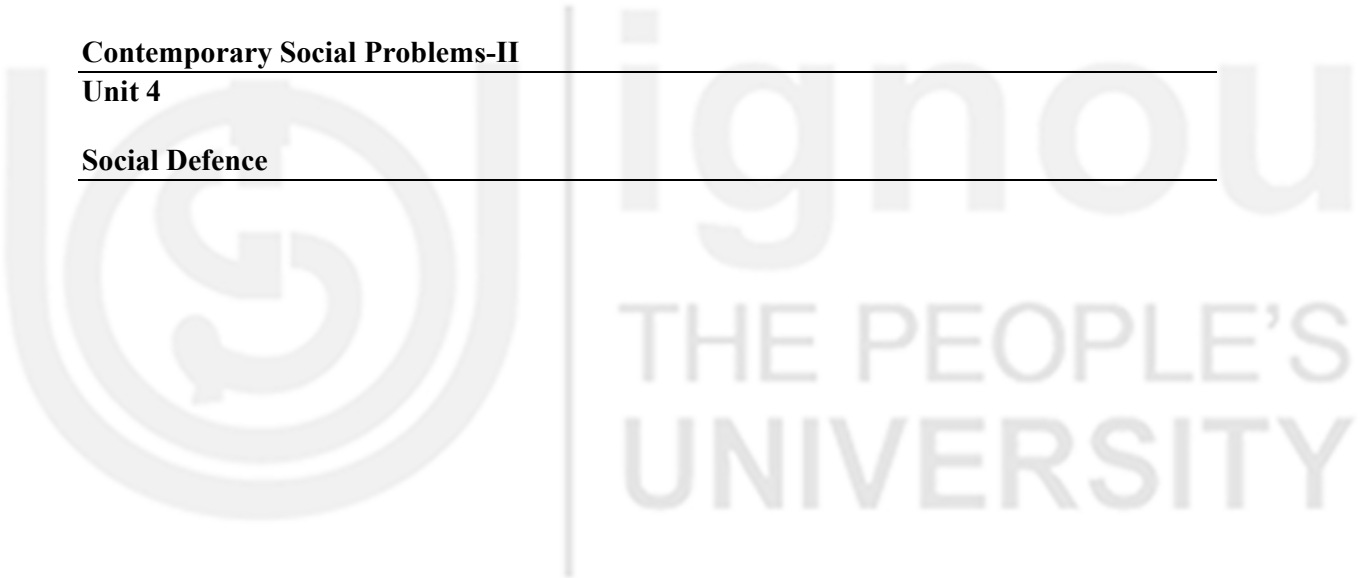 Contemporary Social Problems-II
Unit 4
Social Defence
ignou
THE PEOPLE'S
UNIVERSITY